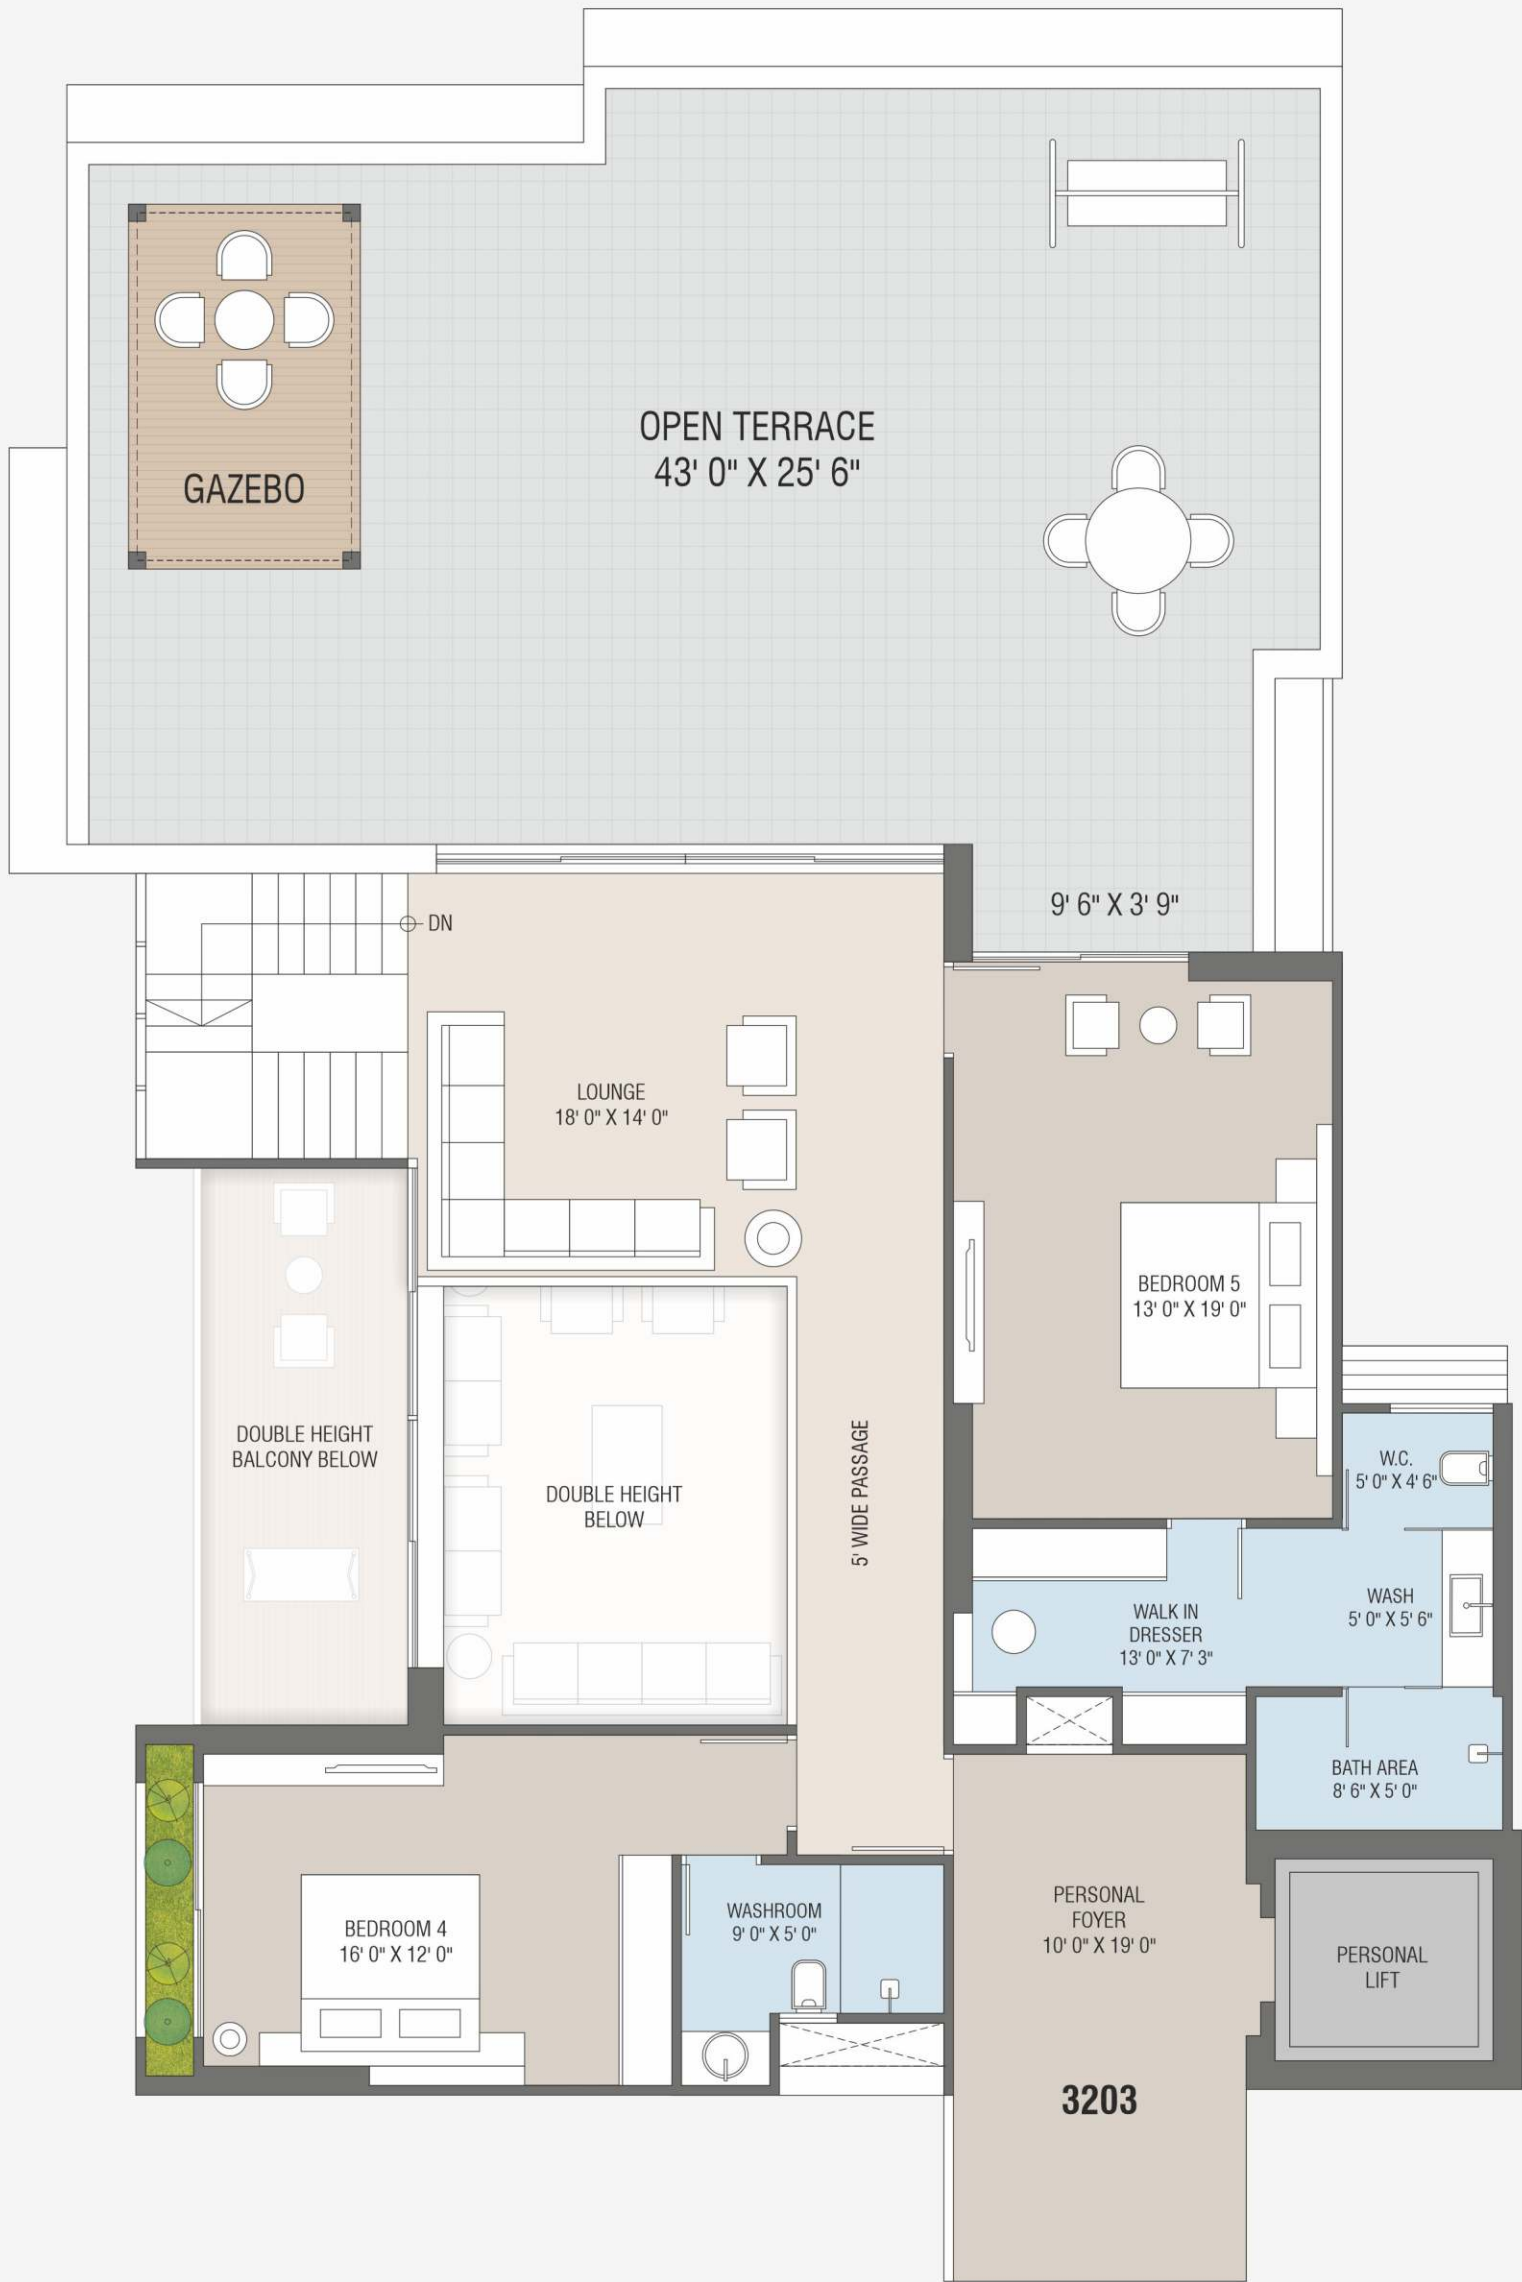 OPEN TERRACE
43' 0" X 25' 6"
GAZEBO
9' 6" X 3' 9"
DN
LOUNGE
18' 0" X 14' 0"
BEDROOM 5
13' 0" X 19' 0"
DOUBLE HEIGHT
BALCONY BELOW
DOUBLE HEIGHT
BELOW
5' WIDE PASSAGE
W.C.
5' 0" X 4' 6"
WASH
5' 0" X 5' 6"
WALK IN
DRESSER
13' 0" X 7' 3"
BATH AREA
8' 6" X 5' 0"
BEDROOM 4
16' 0" X 12' 0"
WASHROOM
9' 0" X 5' 0"
PERSONAL
FOYER
10' 0" X 19' 0"
PERSONAL
LIFT
3203